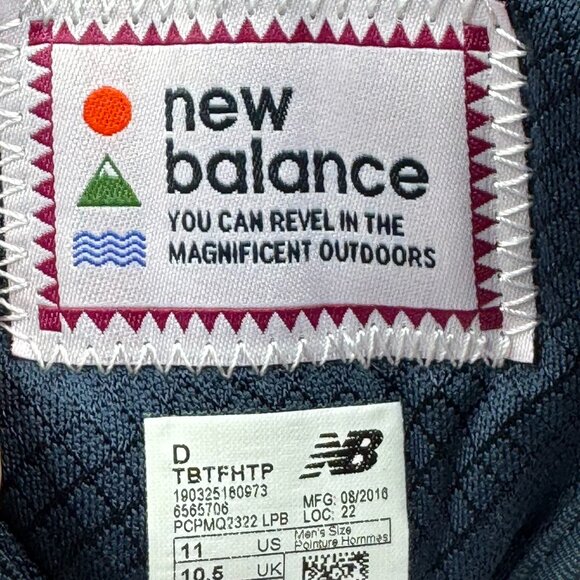 new
balance
YOU CAN REVEL IN THE
MAGNIFICENT OUTDOORS
D
NB
TBTFHTP
190325160973
6565706
MFG: 08/2016
PCPMQ2322 LPB
LOC: 22
11 US Men's Size
Pointure Hommes
10.5 UK